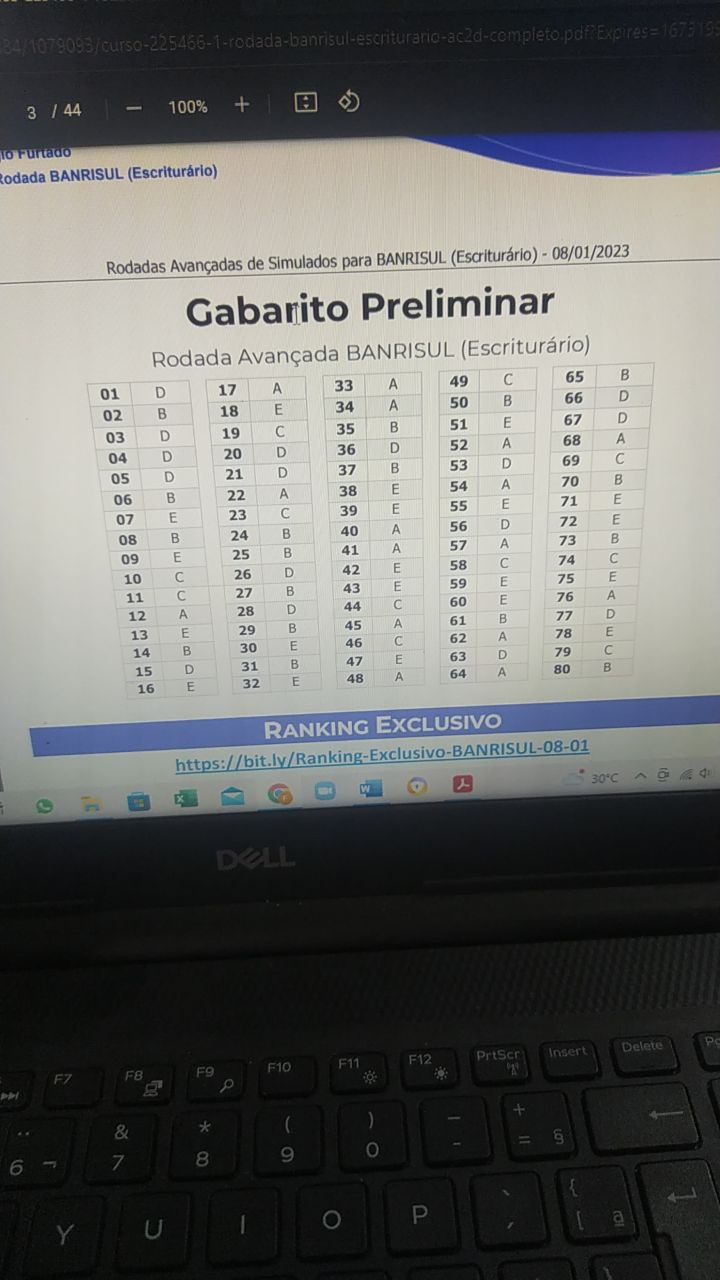 84/1079093/curso-225466-1-rodada-banrisul-escriturario-ac2d-completo.pdf?Expires=16731
3 / 44 − 100% +
Furtado
Rodada BANRISUL (Escriturário)
Rodadas Avançadas de Simulados para BANRISUL (Escriturário) - 08/01/2023
Gabarito Preliminar
Rodada Avançada BANRISUL (Escriturário)
01 D 17 A 33 A 49 C 65 B
02 B 18 E 34 A 50 B 66 D
03 D 19 C 35 B 51 E 67 D
04 D 20 D 36 D 52 A 68 A
05 D 21 D 37 B 53 D 69 C
06 B 22 A 38 E 54 A 70 B
07 E 23 C 39 E 55 E 71 E
08 B 24 B 40 A 56 D 72 E
09 E 25 B 41 A 57 A 73 B
10 C 26 D 42 E 58 C 74 C
11 C 27 B 43 E 59 E 75 E
12 A 28 D 44 C 60 E 76 A
13 E 29 B 45 A 61 B 77 D
14 B 30 E 46 C 62 A 78 E
15 D 31 B 47 E 63 D 79 C
16 E 32 E 48 A 64 A 80 B
RANKING EXCLUSIVO
https://bit.ly/Ranking-Exclusivo-BANRISUL-08-01
30°C
DELL
F7 F8 F9 F10 F11 F12 PrtScr Insert Delete
6 ¬ & 7 * 8 ( 9 ) 0 _ - + = §
Y U I O P ` ´ { [ ª